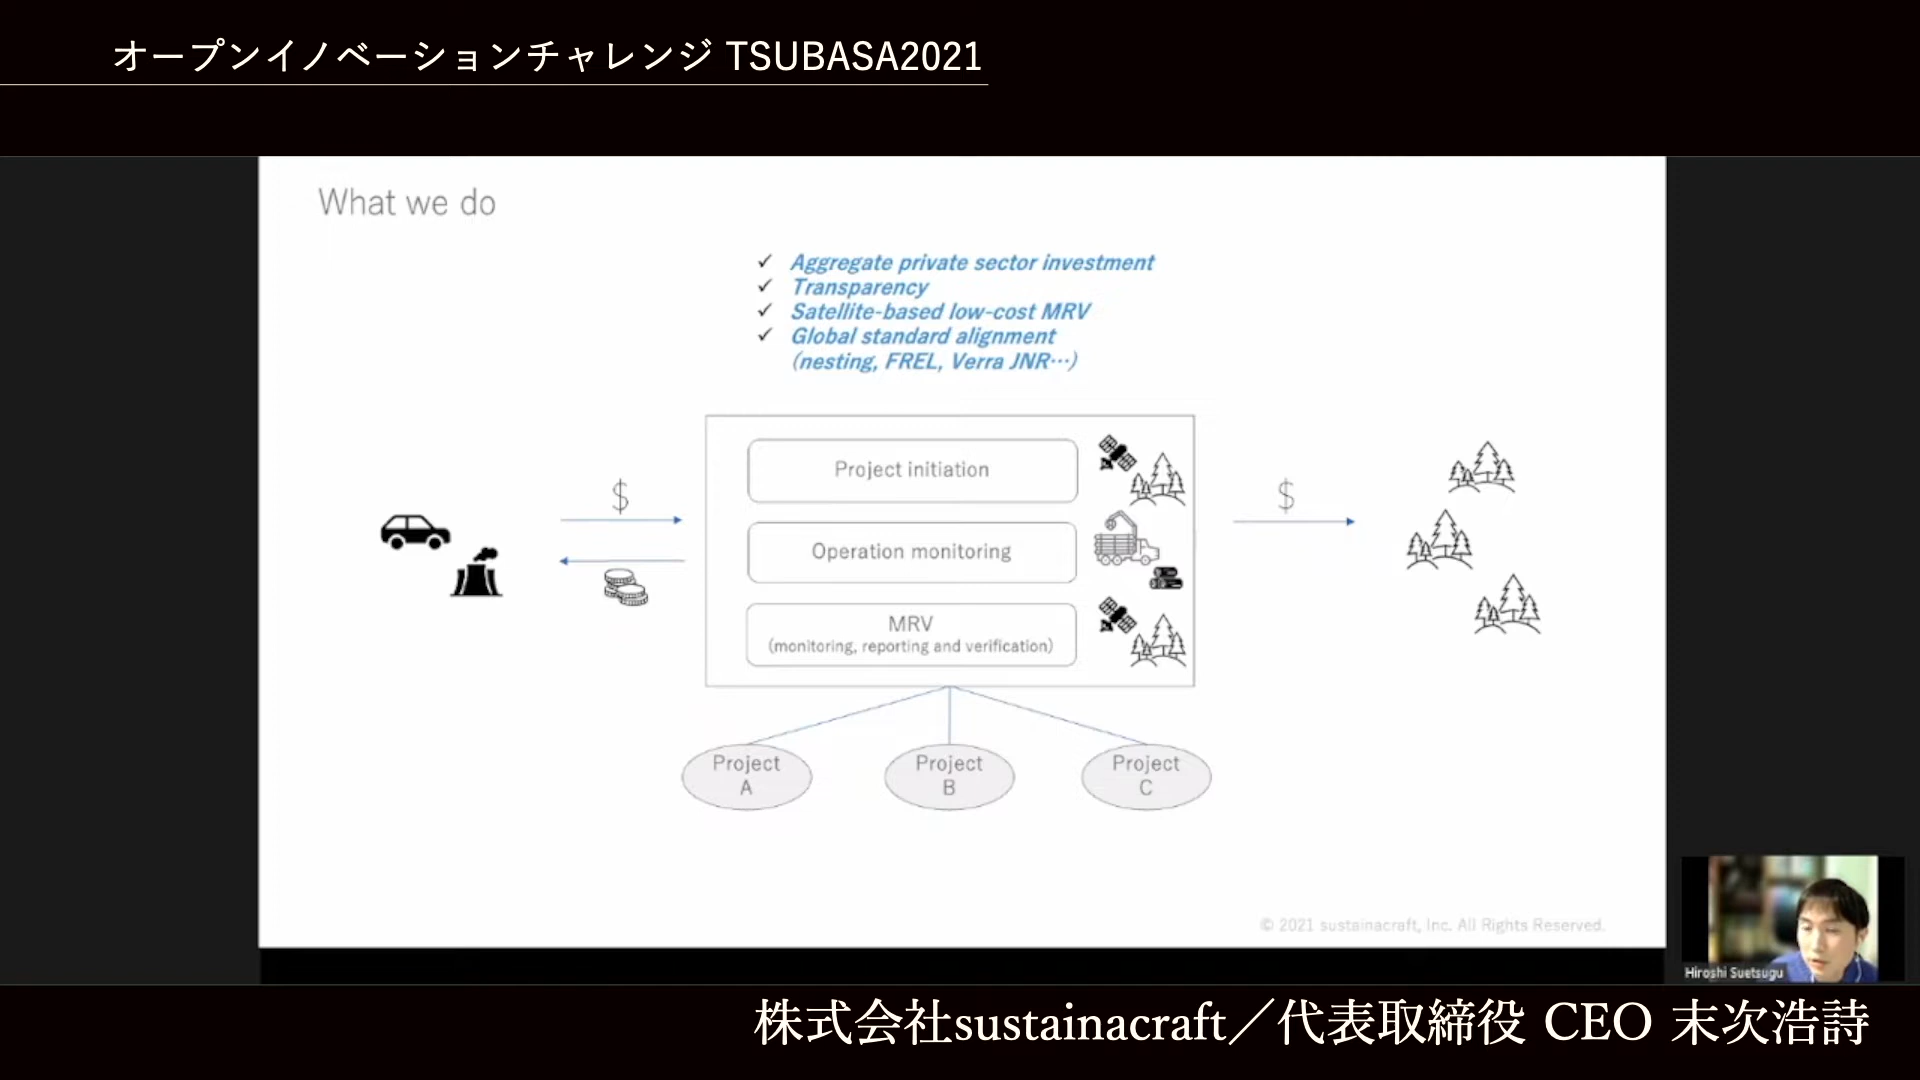 オープンイノベーションチャレンジ TSUBASA2021
What we do
✓ Aggregate private sector investment
✓ Transparency
✓ Satellite-based low-cost MRV
✓ Global standard alignment
(nesting, FREL, Verra JNR…)
Project initiation
$
$
Operation monitoring
MRV
(monitoring, reporting and verification)
Project
A
Project
B
Project
C
© 2021 sustainacraft, Inc. All Rights Reserved.
Hiroshi Suetsugu
株式会社sustainacraft／代表取締役 CEO 末次浩詩